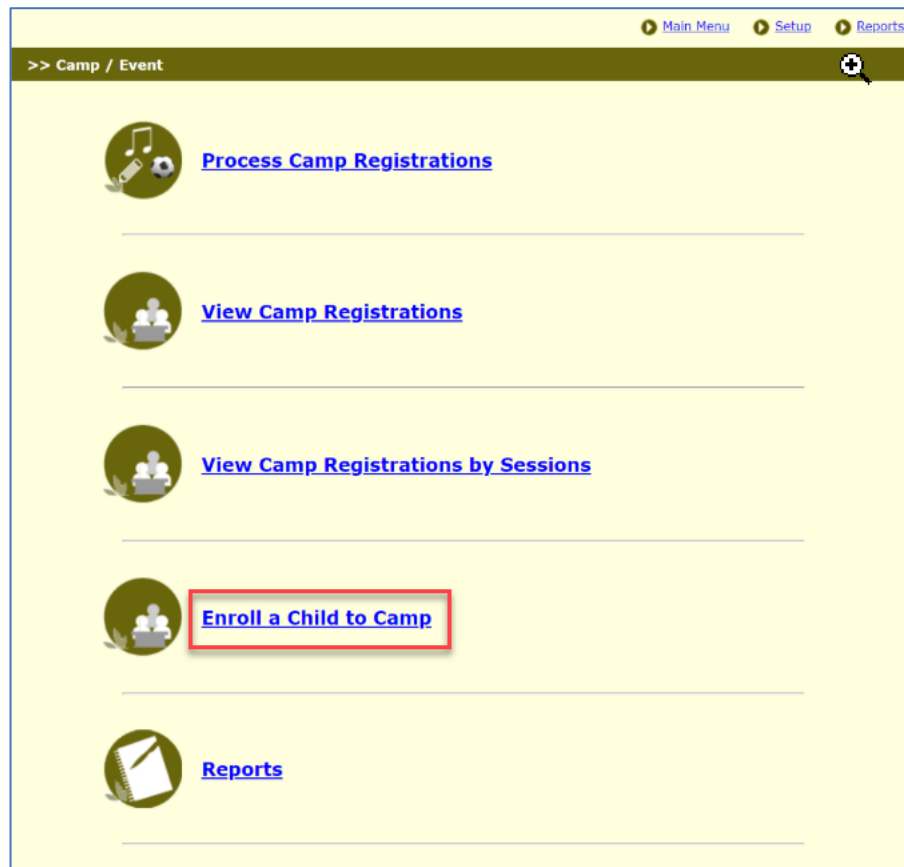 Main Menu Setup Reports
>> Camp / Event
Process Camp Registrations
View Camp Registrations
View Camp Registrations by Sessions
Enroll a Child to Camp
Reports